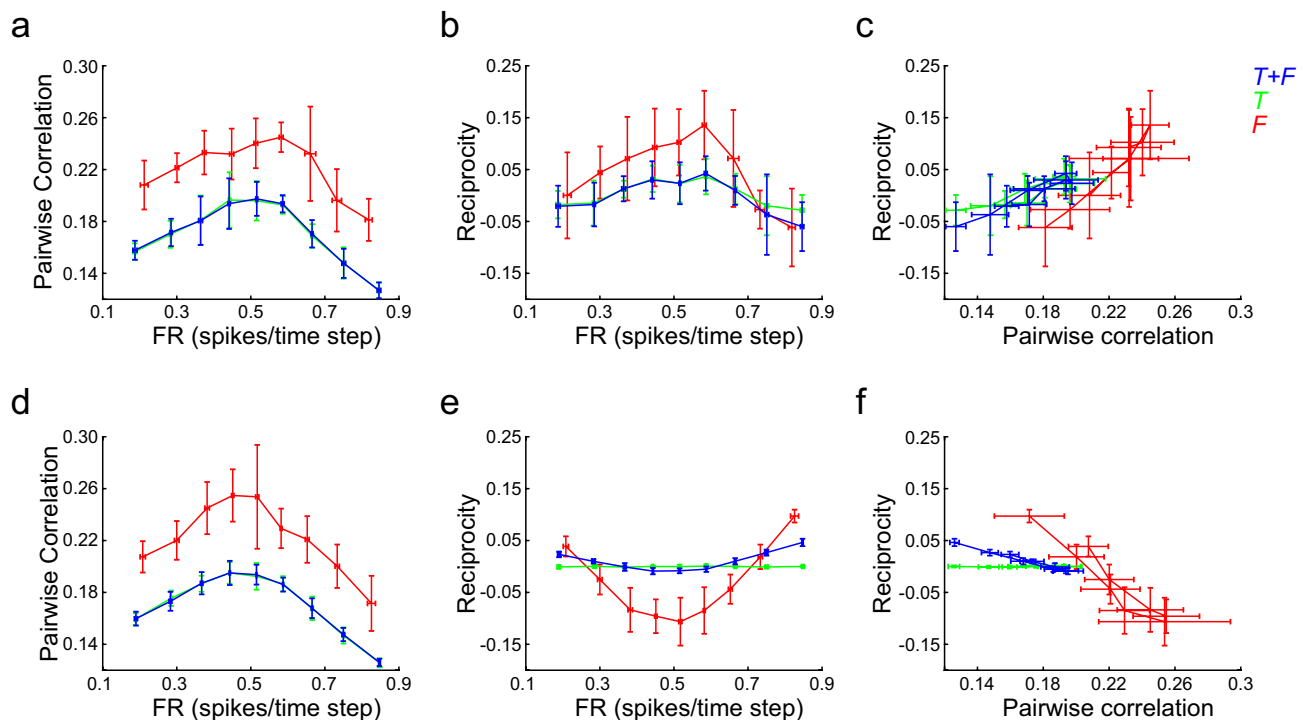 a
0.30
0.26
0.22
0.18
0.14
Pairwise Correlation
0.1 0.3 0.5 0.7 0.9
FR (spikes/time step)
b
0.25
0.15
0.05
-0.05
-0.15
Reciprocity
0.1 0.3 0.5 0.7 0.9
FR (spikes/time step)
c
0.25
0.15
0.05
-0.05
-0.15
Reciprocity
0.14 0.18 0.22 0.26 0.3
Pairwise correlation
T+F
T
F
d
0.30
0.26
0.22
0.18
0.14
Pairwise Correlation
0.1 0.3 0.5 0.7 0.9
FR (spikes/time step)
e
0.25
0.15
0.05
-0.05
-0.15
Reciprocity
0.1 0.3 0.5 0.7 0.9
FR (spikes/time step)
f
0.25
0.15
0.05
-0.05
-0.15
Reciprocity
0.14 0.18 0.22 0.26 0.3
Pairwise correlation